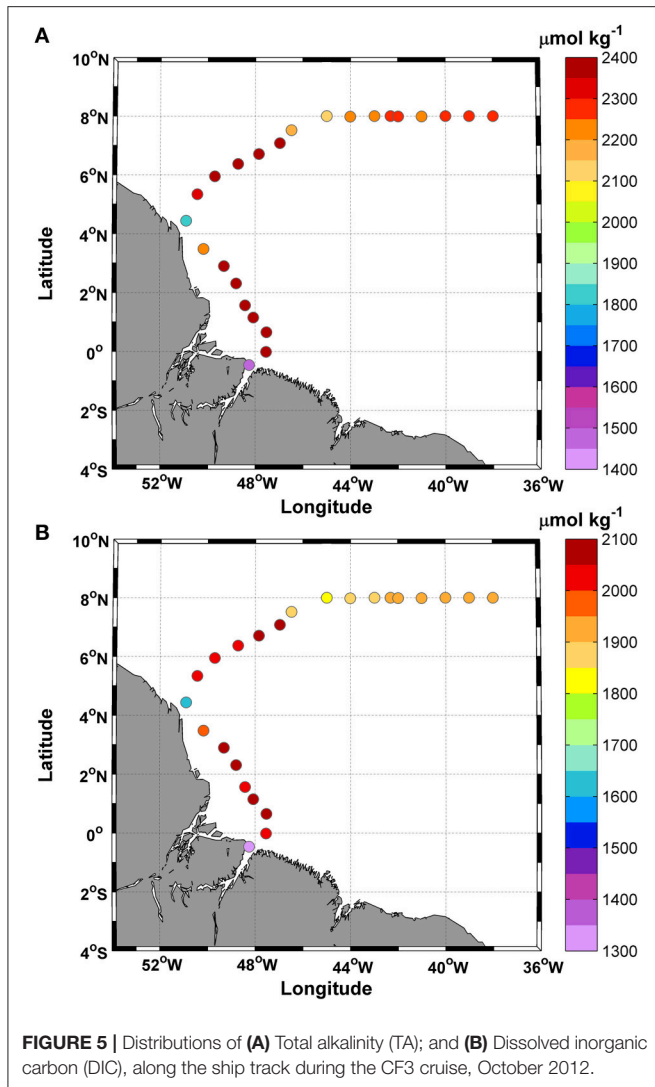 A
µmol kg-1
10°N
8°N
6°N
4°N
2°N
0°
2°S
4°S
Latitude
52°W 48°W 44°W 40°W 36°W
Longitude
2400
2300
2200
2100
2000
1900
1800
1700
1600
1500
1400
B
µmol kg-1
10°N
8°N
6°N
4°N
2°N
0°
2°S
4°S
Latitude
52°W 48°W 44°W 40°W 36°W
Longitude
2100
2000
1900
1800
1700
1600
1500
1400
1300
FIGURE 5 | Distributions of (A) Total alkalinity (TA); and (B) Dissolved inorganic
carbon (DIC), along the ship track during the CF3 cruise, October 2012.